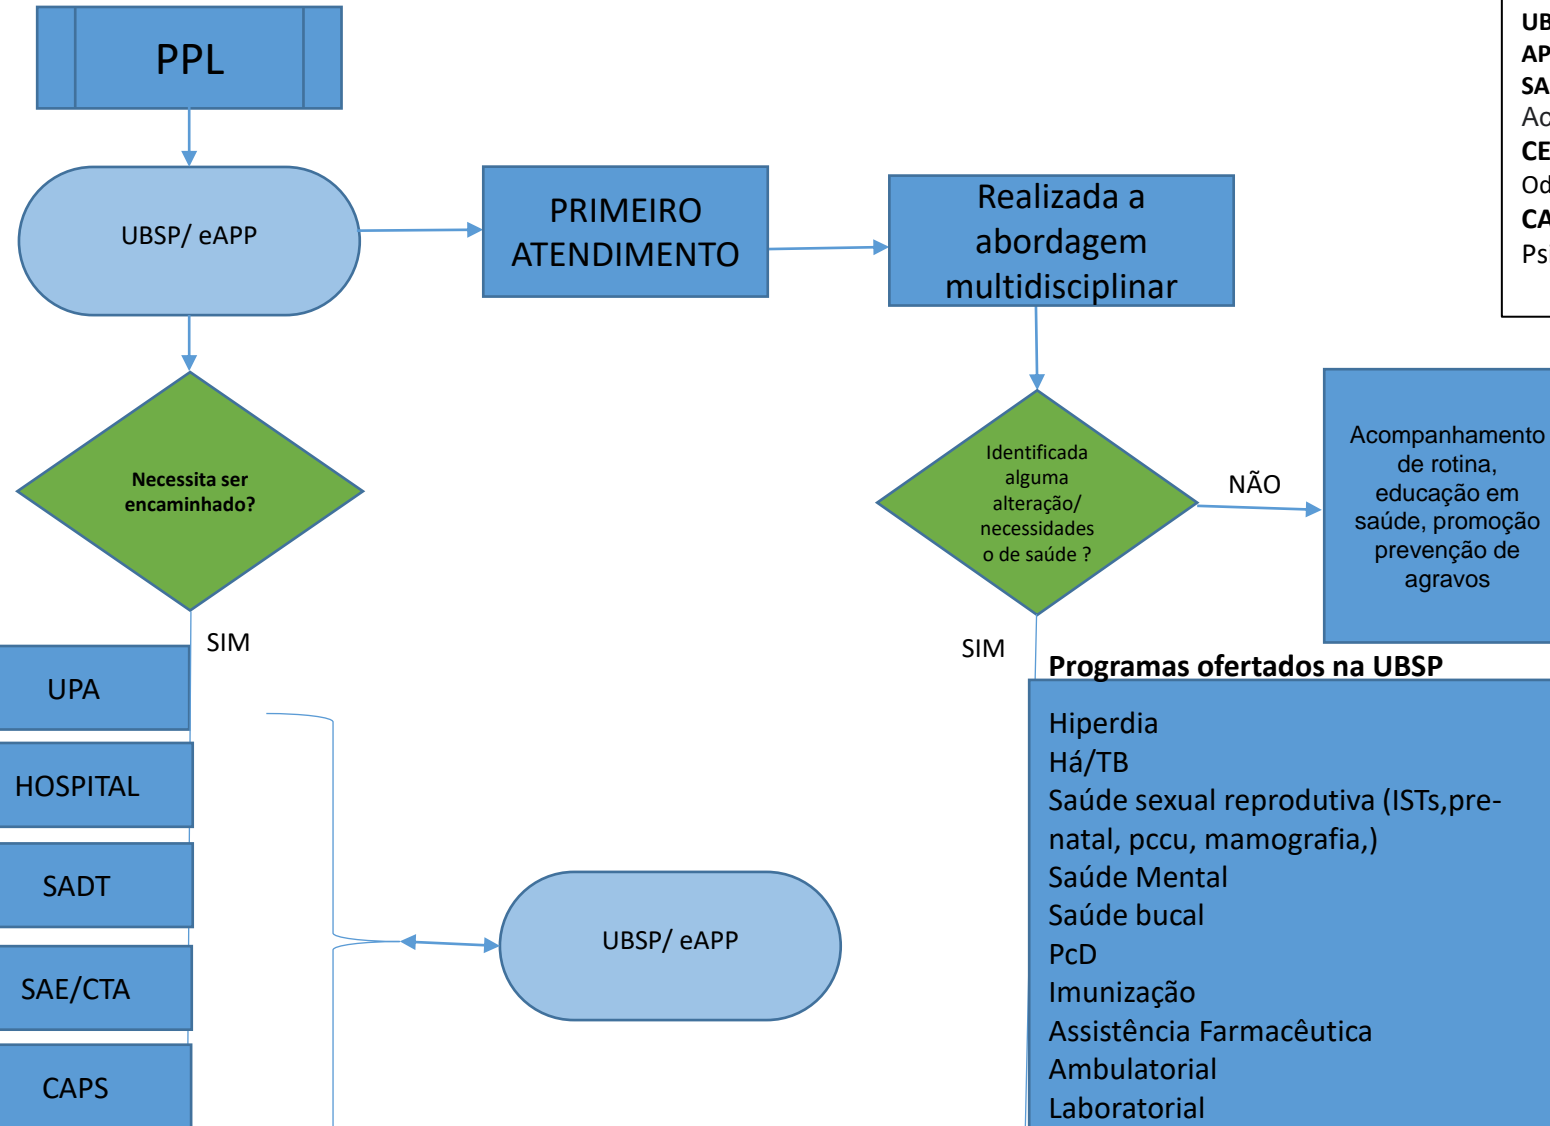 PPL
UBSP/ eAPP
PRIMEIRO
ATENDIMENTO
Realizada a
abordagem
multidisciplinar
Necessita ser
encaminhado?
Identificada
alguma
alteração/
necessidades
o de saúde ?
NÃO
Acompanhamento
de rotina,
educação em
saúde, promoção
prevenção de
agravos
SIM
SIM
UPA
HOSPITAL
SADT
SAE/CTA
CAPS
UBSP/ eAPP
Programas ofertados na UBSP
Hiperdia
Há/TB
Saúde sexual reprodutiva (ISTs,pre-
natal, pccu, mamografia,)
Saúde Mental
Saúde bucal
PcD
Imunização
Assistência Farmacêutica
Ambulatorial
Laboratorial